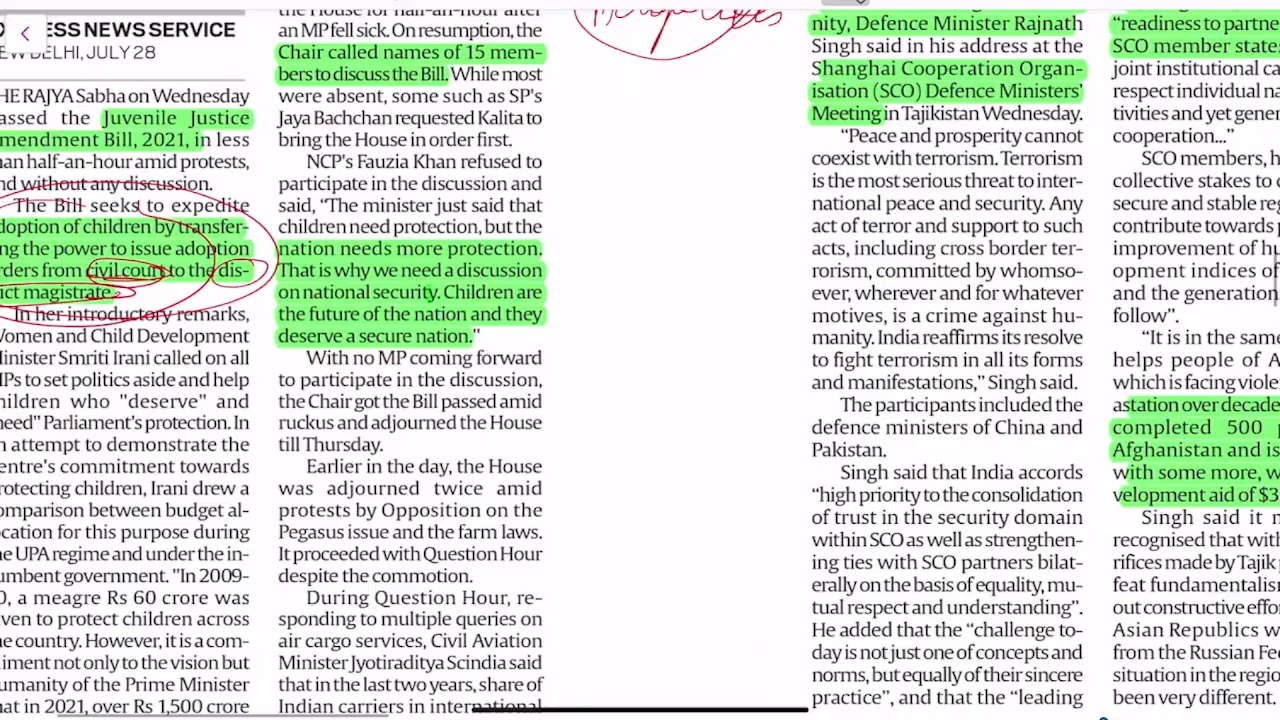 ESS NEWS SERVICE
EW DELHI, JULY 28
HE RAJYA Sabha on Wednesday
assed the Juvenile Justice
mendment Bill, 2021, in less
an half-an-hour amid protests,
nd without any discussion.
The Bill seeks to expedite
doption of children by transfer-
ng the power to issue adoption
rders from civil court to the dis-
ict magistrate.
In her introductory remarks,
omen and Child Development
inister Smriti Irani called on all
Ps to set politics aside and help
hildren who "deserve" and
need" Parliament's protection. In
n attempt to demonstrate the
entre's commitment towards
rotecting children, Irani drew a
omparison between budget al-
ocation for this purpose during
e UPA regime and under the in-
umbent government. "In 2009-
0, a meagre Rs 60 crore was
iven to protect children across
he country. However, it is a com-
liment not only to the vision but
umanity of the Prime Minister
hat in 2021, over Rs 1,500 crore
the House for half-an-hour after
an MP fell sick. On resumption, the
Chair called names of 15 mem-
bers to discuss the Bill. While most
were absent, some such as SP's
Jaya Bachchan requested Kalita to
bring the House in order first.
NCP's Fauzia Khan refused to
participate in the discussion and
said, "The minister just said that
children need protection, but the
nation needs more protection.
That is why we need a discussion
on national security. Children are
the future of the nation and they
deserve a secure nation."
With no MP coming forward
to participate in the discussion,
the Chair got the Bill passed amid
ruckus and adjourned the House
till Thursday.
Earlier in the day, the House
was adjourned twice amid
protests by Opposition on the
Pegasus issue and the farm laws.
It proceeded with Question Hour
despite the commotion.
During Question Hour, re-
sponding to multiple queries on
air cargo services, Civil Aviation
Minister Jyotiraditya Scindia said
that in the last two years, share of
Indian carriers in international
nity, Defence Minister Rajnath
Singh said in his address at the
Shanghai Cooperation Organ-
isation (SCO) Defence Ministers'
Meeting in Tajikistan Wednesday.
"Peace and prosperity cannot
coexist with terrorism. Terrorism
is the most serious threat to inter-
national peace and security. Any
act of terror and support to such
acts, including cross border ter-
rorism, committed by whomso-
ever, wherever and for whatever
motives, is a crime against hu-
manity. India reaffirms its resolve
to fight terrorism in all its forms
and manifestations," Singh said.
The participants included the
defence ministers of China and
Pakistan.
Singh said that India accords
"high priority to the consolidation
of trust in the security domain
within SCO as well as strengthen-
ing ties with SCO partners bilat-
erally on the basis of equality, mu-
tual respect and understanding".
He added that the "challenge to-
day is not just one of concepts and
norms, but equally of their sincere
practice", and that the "leading
"readiness to partne
SCO member states
joint institutional ca
respect individual na
tivities and yet gener
cooperation..."
SCO members, h
collective stakes to c
secure and stable reg
contribute towards p
improvement of hu
opment indices of
and the generation
follow".
"It is in the same
helps people of A
which is facing viole
astation over decade
completed 500 p
Afghanistan and is
with some more, w
velopment aid of $3
Singh said it m
recognised that with
rifices made by Tajik p
feat fundamentalism
out constructive effor
Asian Republics w
from the Russian Fed
situation in the regio
been very different.